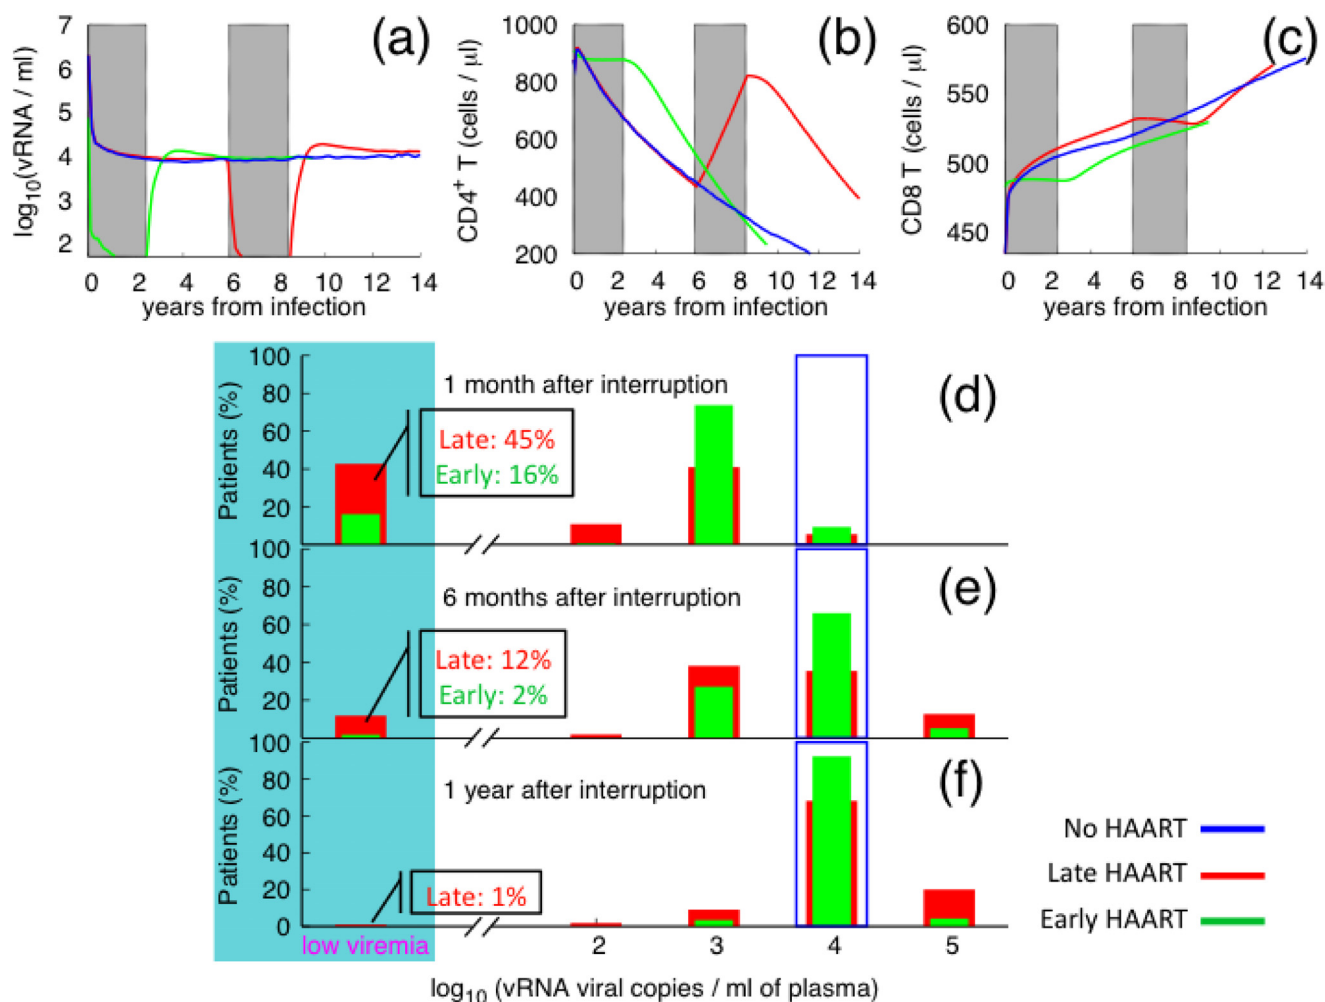 (a)
log10(vRNA / ml)
7
6
5
4
3
2
0 2 4 6 8 10 12 14
years from infection
(b)
CD4+ T (cells / μl)
1000
800
600
400
200
0 2 4 6 8 10 12 14
years from infection
(c)
CD8 T (cells / μl)
600
550
500
450
0 2 4 6 8 10 12 14
years from infection
(d)
1 month after interruption
Patients (%)
100
80
60
40
20
Late: 45%
Early: 16%
(e)
6 months after interruption
Patients (%)
100
80
60
40
20
Late: 12%
Early: 2%
(f)
1 year after interruption
Patients (%)
100
80
60
40
20
0
Late: 1%
low viremia 2 3 4 5
log10 (vRNA viral copies / ml of plasma)
No HAART
Late HAART
Early HAART